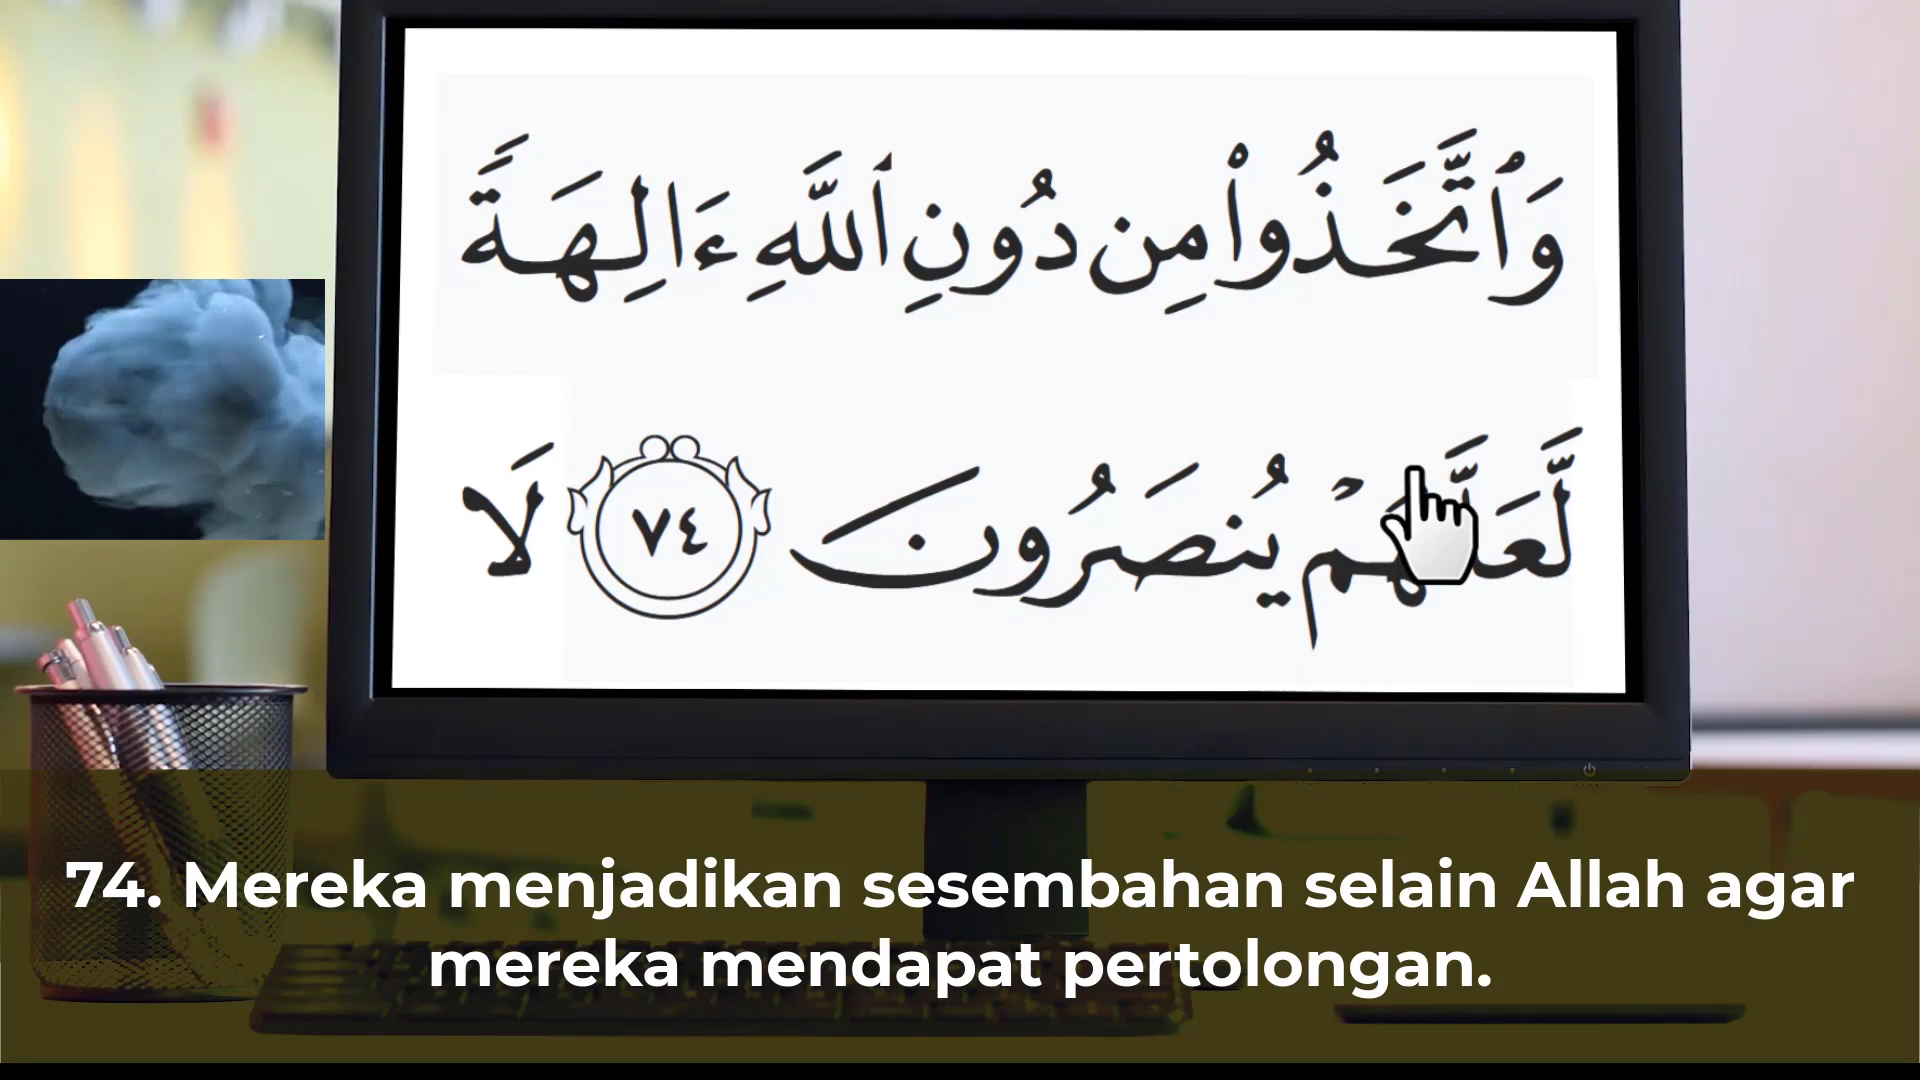 وَٱتَّخَذُوا۟ مِن دُونِ ٱللَّهِ ءَالِهَةً
لَّعَلَّهُمْ يُنصَرُونَ ٧٤ لَا
74. Mereka menjadikan sesembahan selain Allah agar
mereka mendapat pertolongan.